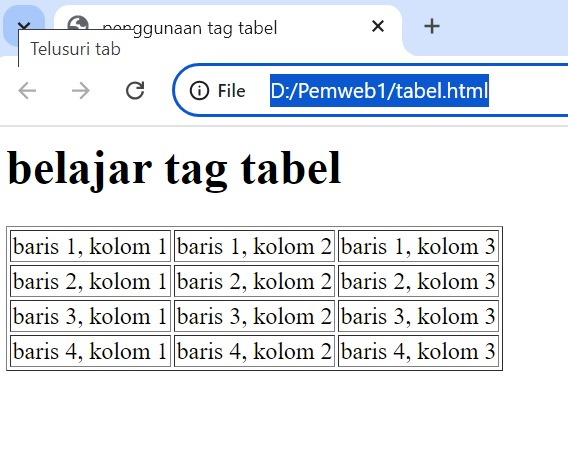 penggunaan tag tabel
Telusuri tab
File D:/Pemweb1/tabel.html
belajar tag tabel
baris 1, kolom 1 baris 1, kolom 2 baris 1, kolom 3
baris 2, kolom 1 baris 2, kolom 2 baris 2, kolom 3
baris 3, kolom 1 baris 3, kolom 2 baris 3, kolom 3
baris 4, kolom 1 baris 4, kolom 2 baris 4, kolom 3